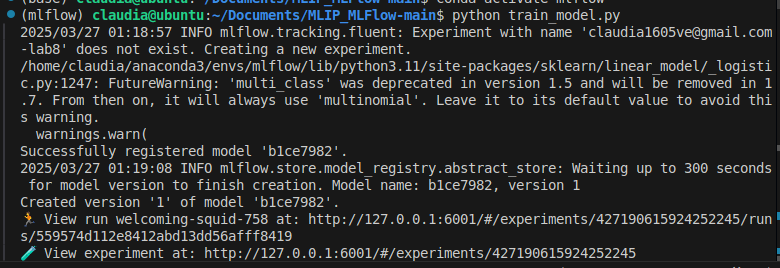 (base) claudia@ubuntu:~/Documents/MLIP_MLFlow-main$ conda activate mlflow
(mlflow) claudia@ubuntu:~/Documents/MLIP_MLFlow-main$ python train_model.py
2025/03/27 01:18:57 INFO mlflow.tracking.fluent: Experiment with name 'claudia1605ve@gmail.com
-lab8' does not exist. Creating a new experiment.
/home/claudia/anaconda3/envs/mlflow/lib/python3.11/site-packages/sklearn/linear_model/_logisti
c.py:1247: FutureWarning: 'multi_class' was deprecated in version 1.5 and will be removed in 1
.7. From then on, it will always use 'multinomial'. Leave it to its default value to avoid thi
s warning.
  warnings.warn(
Successfully registered model 'b1ce7982'.
2025/03/27 01:19:08 INFO mlflow.store.model_registry.abstract_store: Waiting up to 300 seconds
 for model version to finish creation. Model name: b1ce7982, version 1
Created version '1' of model 'b1ce7982'.
🏃 View run welcoming-squid-758 at: http://127.0.0.1:6001/#/experiments/427190615924252245/run
s/559574d112e8412abd13dd56afff8419
🧪 View experiment at: http://127.0.0.1:6001/#/experiments/427190615924252245